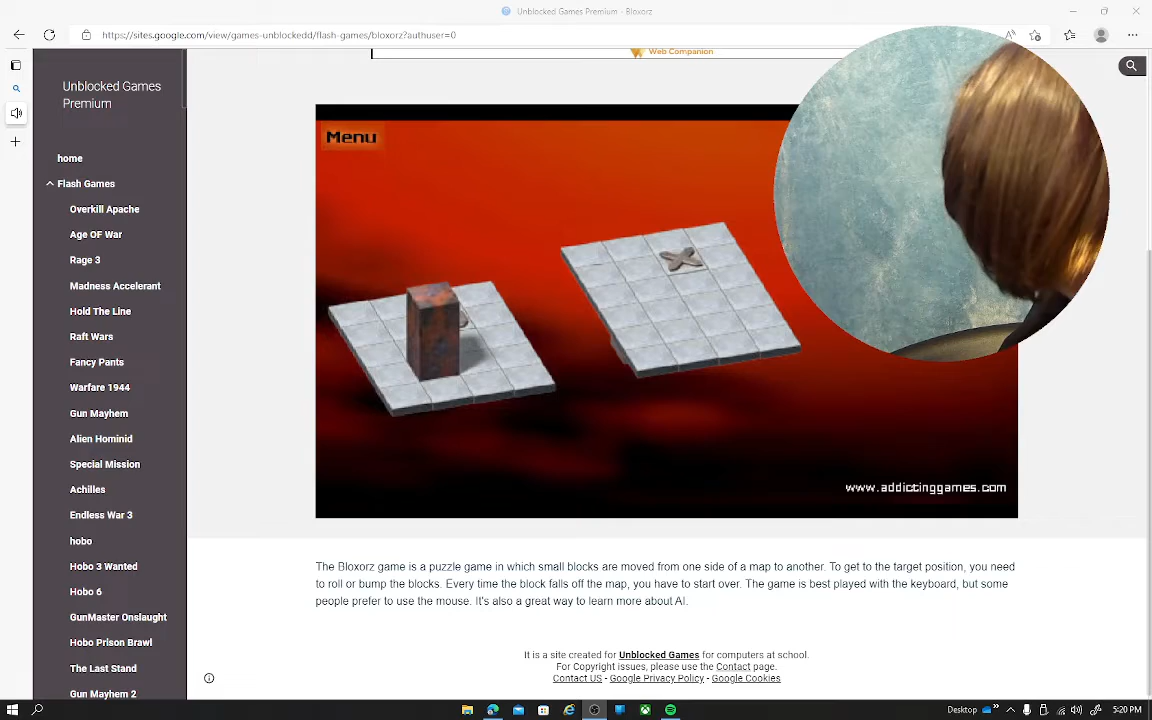 Unblocked Games Premium - Bloxorz
https://sites.google.com/view/games-unblockedd/flash-games/bloxorz?authuser=0
Web Companion
Unblocked Games
Premium
home
Flash Games
Overkill Apache
Age OF War
Rage 3
Madness Accelerant
Hold The Line
Raft Wars
Fancy Pants
Warfare 1944
Gun Mayhem
Alien Hominid
Special Mission
Achilles
Endless War 3
hobo
Hobo 3 Wanted
Hobo 6
GunMaster Onslaught
Hobo Prison Brawl
The Last Stand
Gun Mayhem 2
Menu
www.addictinggames.com
The Bloxorz game is a puzzle game in which small blocks are moved from one side of a map to another. To get to the target position, you need
to roll or bump the blocks. Every time the block falls off the map, you have to start over. The game is best played with the keyboard, but some
people prefer to use the mouse. It's also a great way to learn more about AI.
It is a site created for Unblocked Games for computers at school.
For Copyright issues, please use the Contact page.
Contact US - Google Privacy Policy - Google Cookies
Desktop
5:20 PM